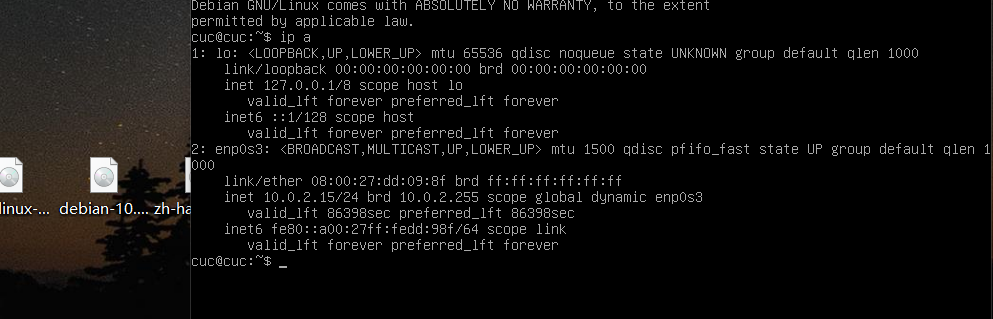 Debian GNU/Linux comes with ABSOLUTELY NO WARRANTY, to the extent
permitted by applicable law.
cuc@cuc:~$ ip a
1: lo: <LOOPBACK,UP,LOWER_UP> mtu 65536 qdisc noqueue state UNKNOWN group default qlen 1000
    link/loopback 00:00:00:00:00:00 brd 00:00:00:00:00:00
    inet 127.0.0.1/8 scope host lo
       valid_lft forever preferred_lft forever
    inet6 ::1/128 scope host
       valid_lft forever preferred_lft forever
2: enp0s3: <BROADCAST,MULTICAST,UP,LOWER_UP> mtu 1500 qdisc pfifo_fast state UP group default qlen 1
000
    link/ether 08:00:27:dd:09:8f brd ff:ff:ff:ff:ff:ff
    inet 10.0.2.15/24 brd 10.0.2.255 scope global dynamic enp0s3
       valid_lft 86398sec preferred_lft 86398sec
    inet6 fe80::a00:27ff:fedd:98f/64 scope link
       valid_lft forever preferred_lft forever
cuc@cuc:~$ _
linux-... debian-10.... zh-ha